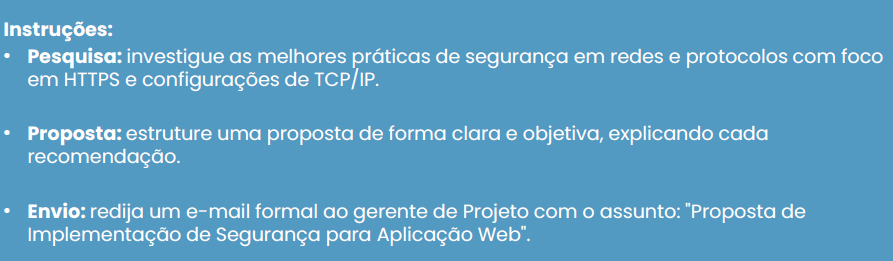 Instruções:
• Pesquisa: investigue as melhores práticas de segurança em redes e protocolos com foco
em HTTPS e configurações de TCP/IP.
• Proposta: estruture uma proposta de forma clara e objetiva, explicando cada
recomendação.
• Envio: redija um e-mail formal ao gerente de Projeto com o assunto: "Proposta de
Implementação de Segurança para Aplicação Web".